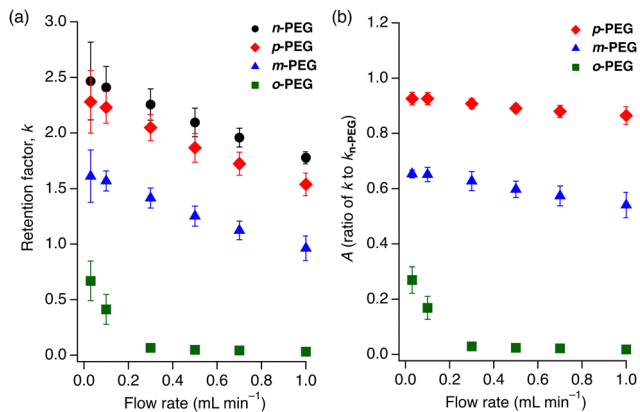 (a)
3.0
2.5
2.0
1.5
1.0
0.5
0.0
Retention factor, k
n-PEG
p-PEG
m-PEG
o-PEG
0.0 0.2 0.4 0.6 0.8 1.0
Flow rate (mL min⁻¹)
(b)
1.2
1.0
0.8
0.6
0.4
0.2
0.0
A (ratio of k to kn-PEG)
p-PEG
m-PEG
o-PEG
0.0 0.2 0.4 0.6 0.8 1.0
Flow rate (mL min⁻¹)